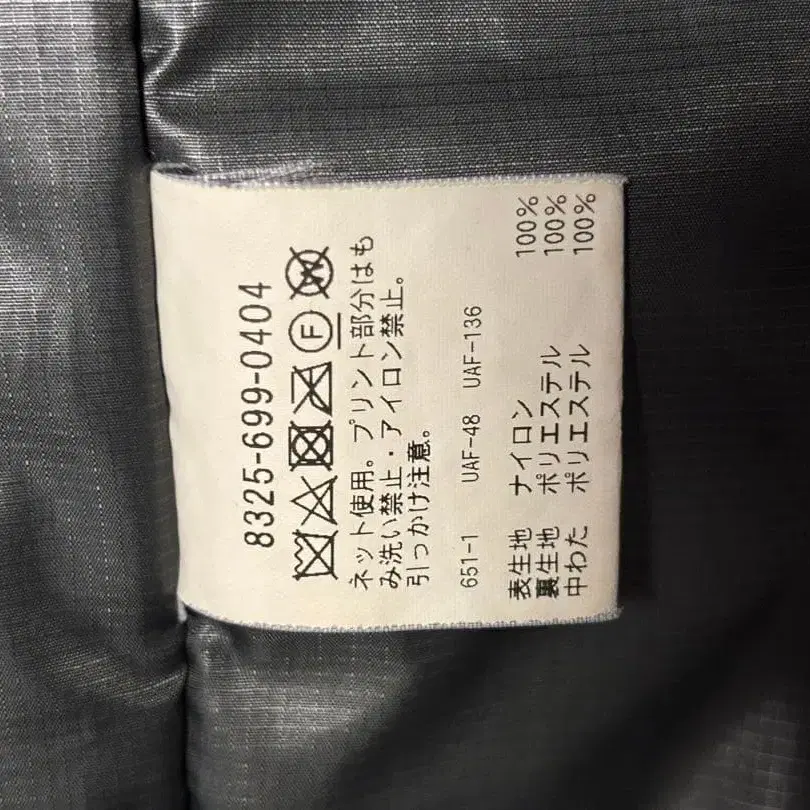 8325-699-0404
F W
ネット使用。プリント部分はも
み洗い禁止・アイロン禁止。
引っかけ注意。
651-1 UAF-48 UAF-136
表生地 ナイロン 100%
裏生地 ポリエステル 100%
中わた ポリエステル 100%